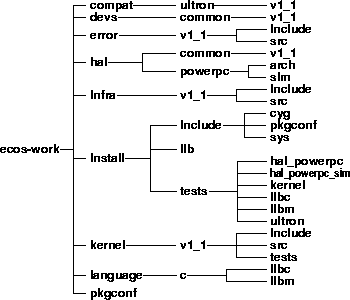 compat ultron v1_1
devs common v1_1
error v1_1 include
src
hal common v1_1
powerpc arch
sim
infra v1_1 include
src
ecos-work install include cyg
pkgconf
sys
lib
tests hal_powerpc
hal_powerpc_sim
kernel
libc
libm
uitron
kernel v1_1 include
src
tests
language c libc
libm
pkgconf